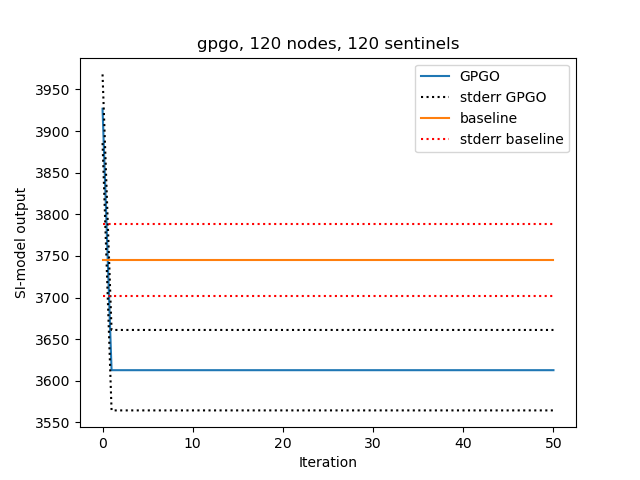 gpgo, 120 nodes, 120 sentinels
GPGO
stderr GPGO
baseline
stderr baseline
SI-model output
3950
3900
3850
3800
3750
3700
3650
3600
3550
0 10 20 30 40 50
Iteration